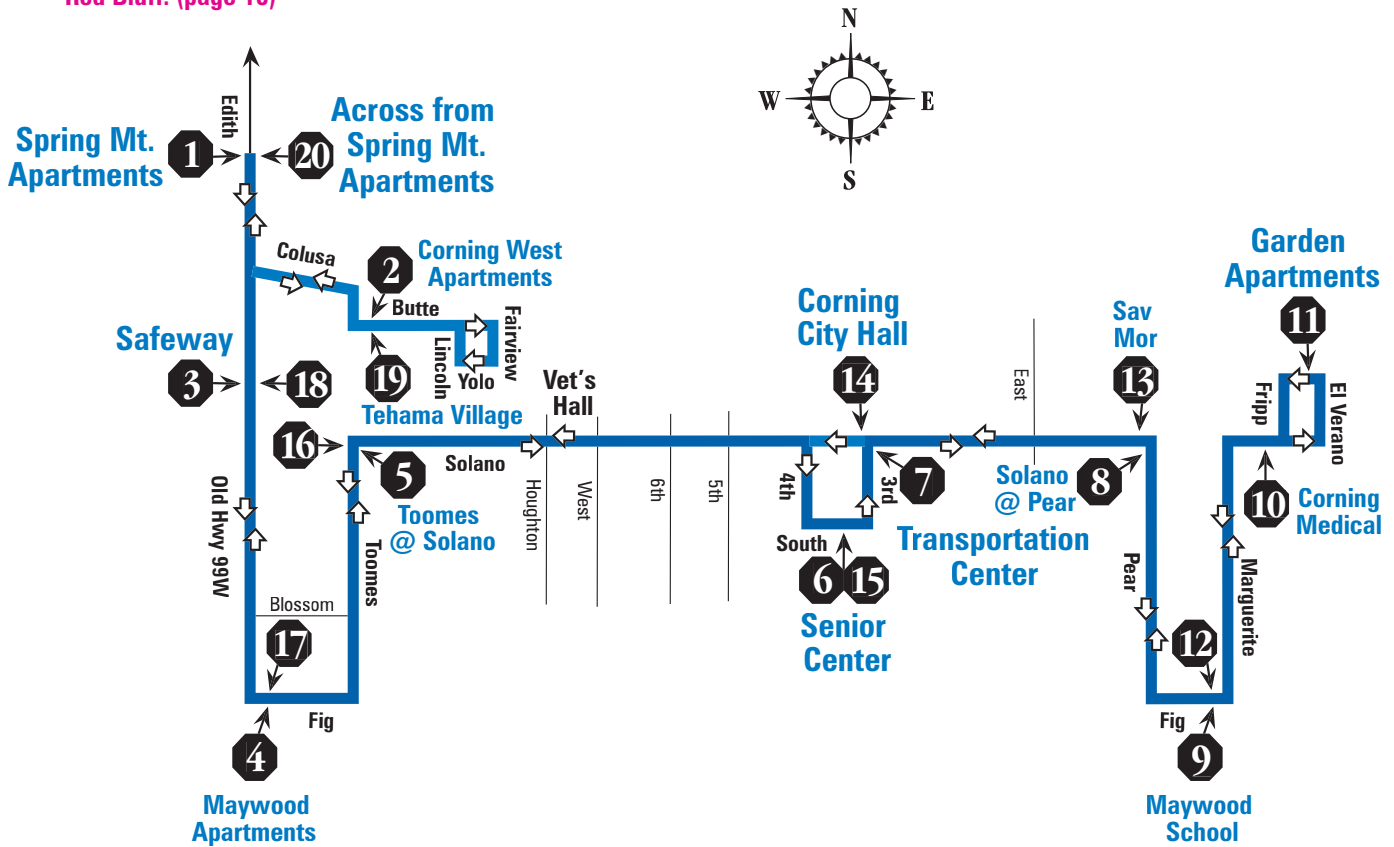 Red Bluff. (page 10)
N
W
E
S
Edith
Spring Mt.
Apartments
1
20
Across from
Spring Mt.
Apartments
Colusa
2
Corning West
Apartments
Butte
Fairview
Lincoln
Yolo
19
Tehama Village
Safeway
3
18
Old Hwy 99W
16
5
Toomes
@ Solano
Toomes
Solano
Vet's
Hall
Houghton
West
6th
5th
4th
3rd
South
Corning
City Hall
14
7
Transportation
Center
6
15
Senior
Center
East
Sav
Mor
13
Solano
@ Pear
8
Pear
Garden
Apartments
11
Fripp
El Verano
10
Corning
Medical
Marguerite
12
Fig
9
Maywood
School
Blossom
17
Fig
4
Maywood
Apartments